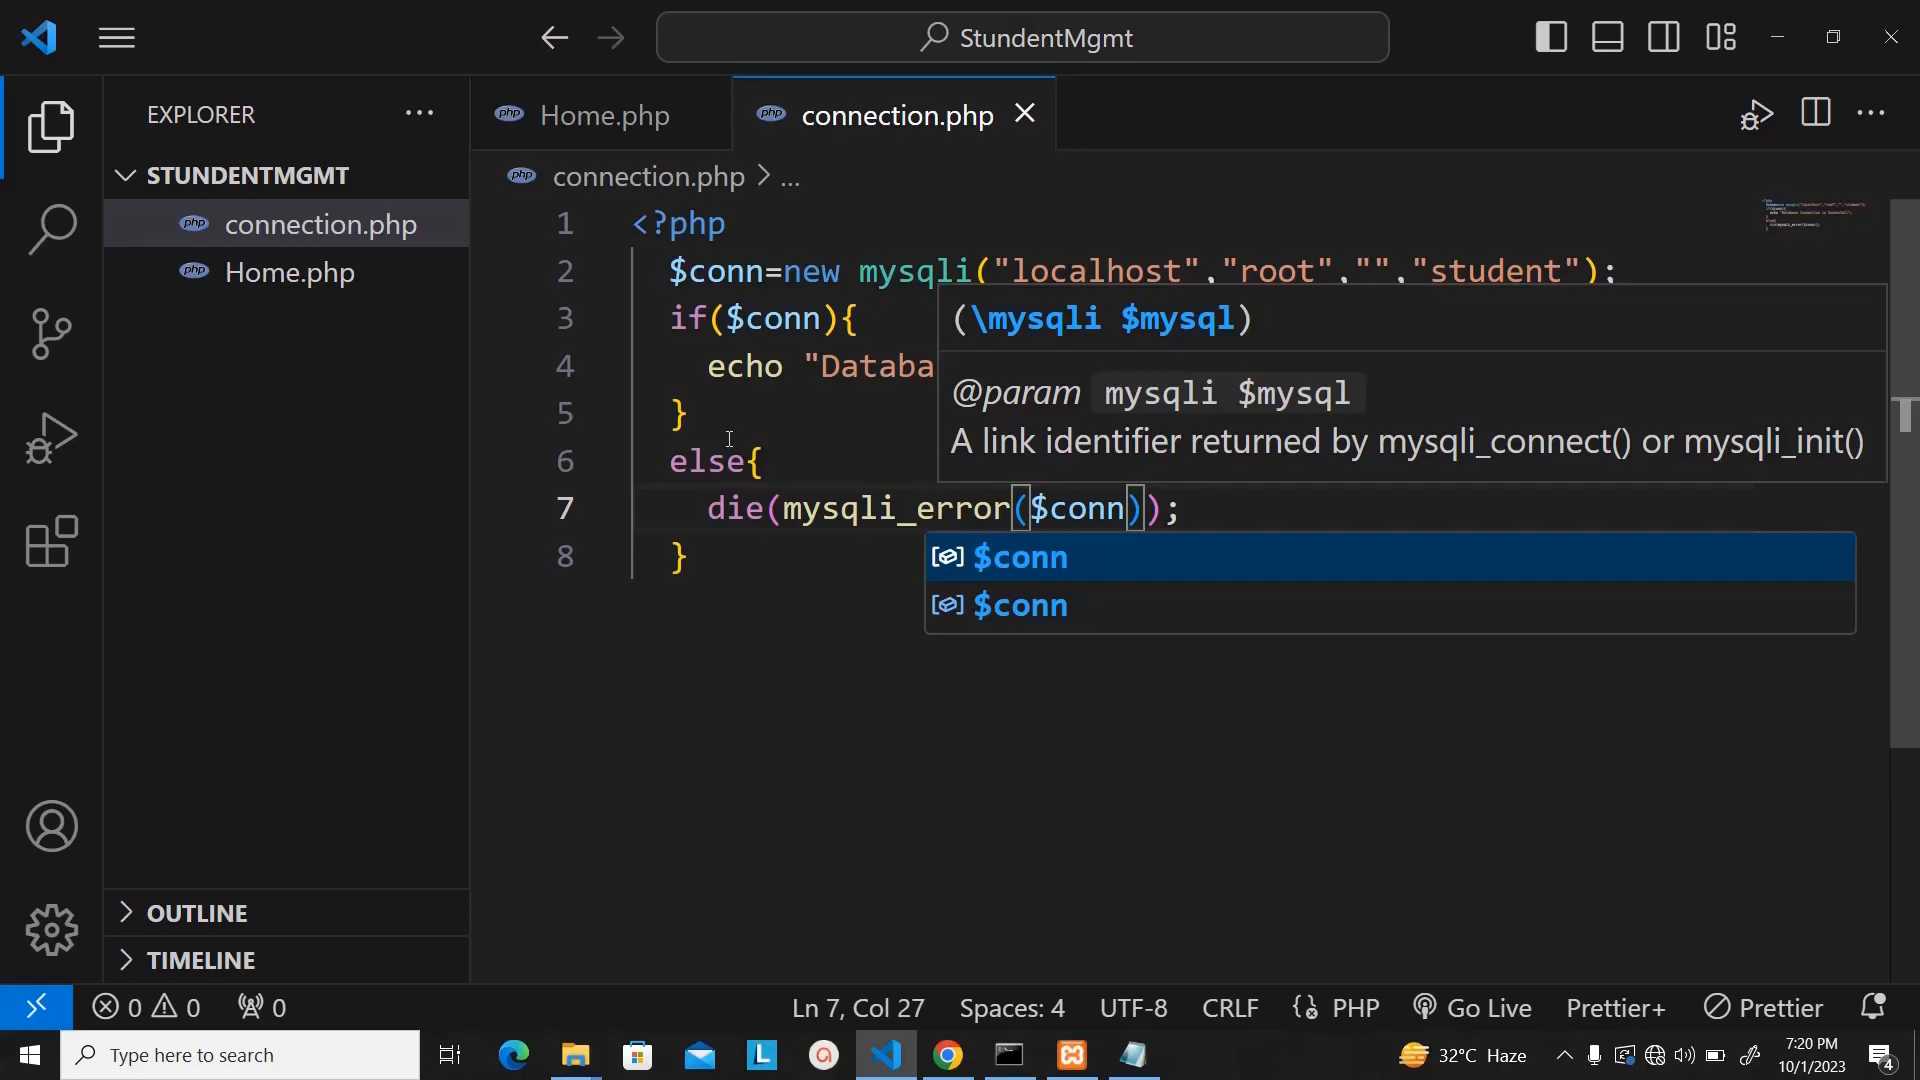 StundentMgmt
EXPLORER
STUNDENTMGMT
connection.php
Home.php
OUTLINE
TIMELINE
php Home.php
php connection.php
php connection.php > ...
1 <?php
2 $conn=new mysqli("localhost","root","","student");
3 if($conn){
4 echo "Databa
5 }
6 else{
7 die(mysqli_error($conn));
8 }
(\mysqli $mysql)
@param mysqli $mysql
A link identifier returned by mysqli_connect() or mysqli_init()
$conn
$conn
0 0 0 Ln 7, Col 27 Spaces: 4 UTF-8 CRLF PHP Go Live Prettier+ Prettier
Type here to search
32°C Haze
7:20 PM
10/1/2023
4